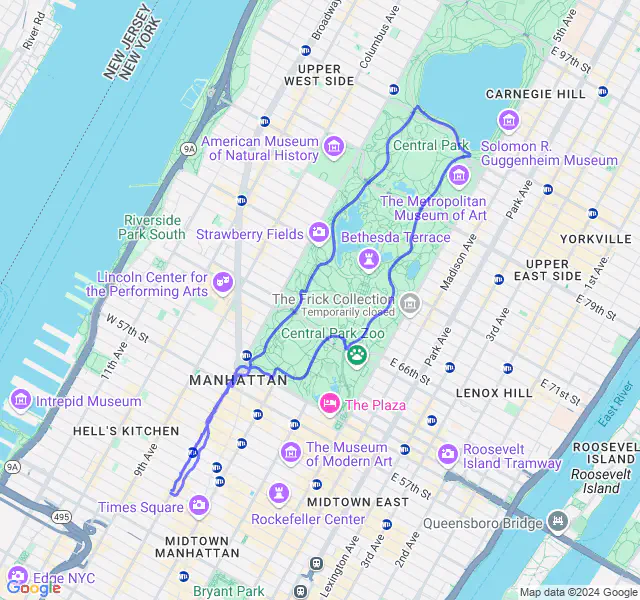 River Rd
NEW JERSEY
NEW YORK
Broadway
Columbus Ave
5th Ave
E 97th St
UPPER
WEST SIDE
CARNEGIE HILL
9A
American Museum
of Natural History
Central Park
Solomon R.
Guggenheim Museum
The Metropolitan
Museum of Art
Park Ave
Riverside
Park South
Strawberry Fields
Bethesda Terrace
YORKVILLE
Madison Ave
UPPER
EAST SIDE
1st Ave
Lincoln Center for
the Performing Arts
The Frick Collection
Temporarily closed
E 79th St
W 57th St
3rd Ave
Central Park Zoo
11th Ave
Park Ave
E 66th St
MANHATTAN
E 71st St
LENOX HILL
East River
Intrepid Museum
The Plaza
HELL'S KITCHEN
9th Ave
The Museum
of Modern Art
Roosevelt
Island Tramway
ROOSEVELT
ISLAND
Roosevelt
Island
9A
E 57th St
Times Square
Rockefeller Center
MIDTOWN EAST
495
Queensboro Bridge
MIDTOWN
MANHATTAN
3rd Ave
2nd Ave
Lexington Ave
Edge NYC
Bryant Park
Google
Map data ©2024 Google